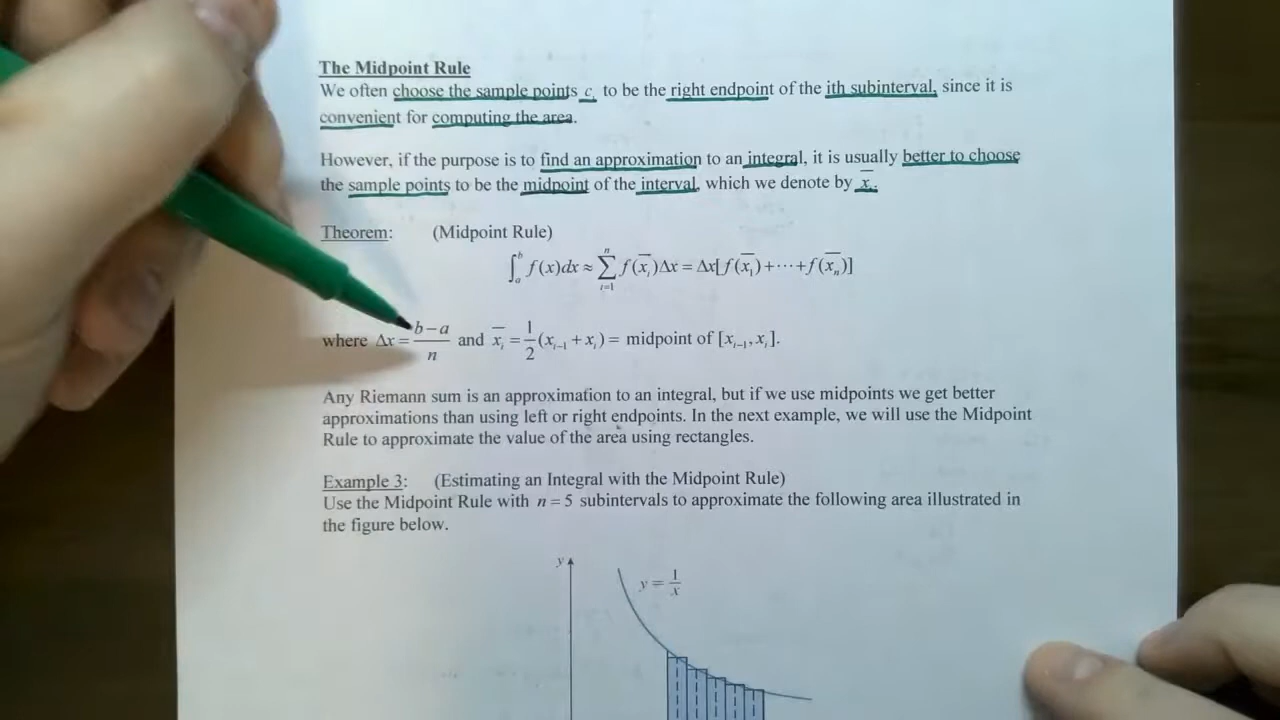 The Midpoint Rule
We often choose the sample points cᵢ to be the right endpoint of the ith subinterval, since it is
convenient for computing the area.
However, if the purpose is to find an approximation to an integral, it is usually better to choose
the sample points to be the midpoint of the interval, which we denote by x̄ᵢ.
Theorem: (Midpoint Rule)
∫ₐᵇ f(x)dx ≈ ∑ᵢ₌₁ⁿ f(x̄ᵢ)Δx = Δx[f(x̄₁)+⋯+f(x̄ₙ)]
where Δx = (b−a)/n and x̄ᵢ = 1/2(xᵢ₋₁ + xᵢ) = midpoint of [xᵢ₋₁, xᵢ].
Any Riemann sum is an approximation to an integral, but if we use midpoints we get better
approximations than using left or right endpoints. In the next example, we will use the Midpoint
Rule to approximate the value of the area using rectangles.
Example 3: (Estimating an Integral with the Midpoint Rule)
Use the Midpoint Rule with n = 5 subintervals to approximate the following area illustrated in
the figure below.
y
y = 1/x